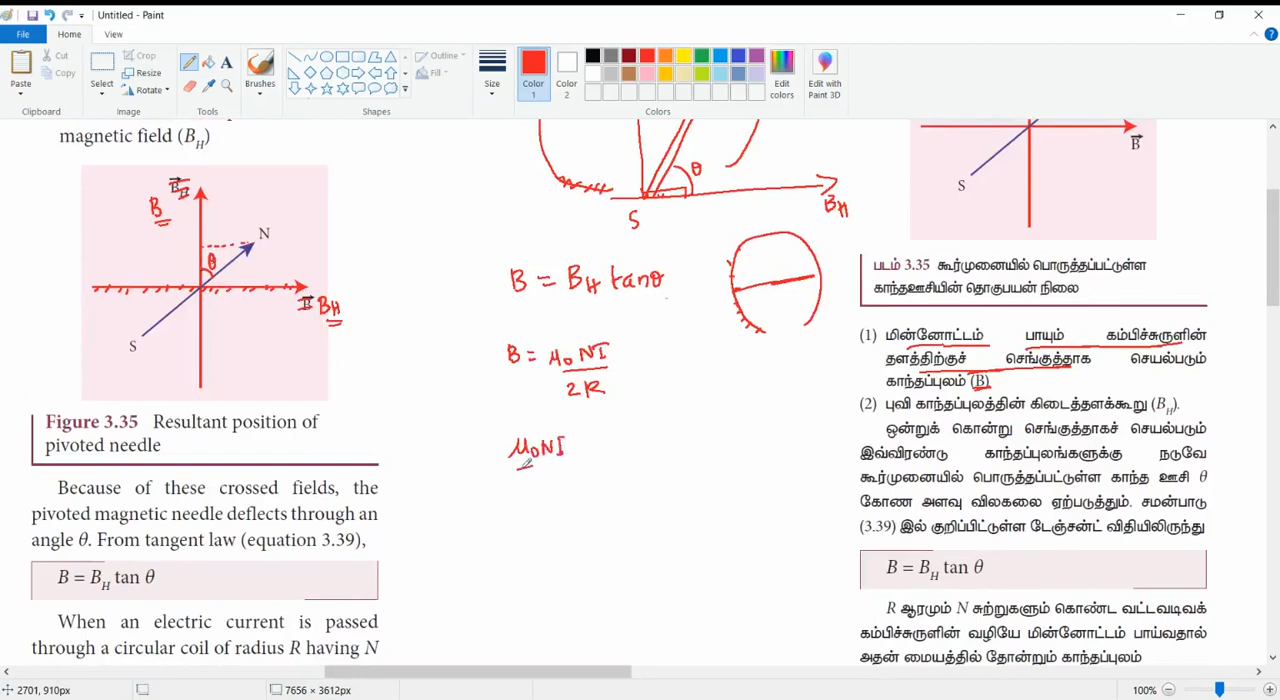 Untitled - Paint
File
Home
View
Paste
Cut
Copy
Select
Crop
Resize
Rotate
A
Brushes
Outline
Fill
Size
Color
1
Color
2
Edit
colors
Edit with
Paint 3D
Clipboard
Image
Tools
Shapes
Colors
magnetic field (B_H)
B_H
B
N
θ
B B_H
S
Figure 3.35 Resultant position of
pivoted needle
Because of these crossed fields, the
pivoted magnetic needle deflects through an
angle θ. From tangent law (equation 3.39),
B = B_H tan θ
When an electric current is passed
through a circular coil of radius R having N
θ
S
B_H
B = B_H tanθ
B = μ₀NI
2R
μ₀NI
B
S
படம் 3.35 கூர்முனையில் பொருத்தப்பட்டுள்ள
காந்தஊசியின் தொகுபயன் நிலை
(1) மின்னோட்டம் பாயும் கம்பிச்சுருளின்
தளத்திற்குச் செங்குத்தாக செயல்படும்
காந்தப்புலம் (B)
(2) புவி காந்தப்புலத்தின் கிடைத்தளக்கூறு (B_H).
ஒன்றுக் கொன்று செங்குத்தாகச் செயல்படும்
இவ்விரண்டு காந்தப்புலங்களுக்கு நடுவே
கூர்முனையில் பொருத்தப்பட்டுள்ள காந்த ஊசி θ
கோண அளவு விலகலை ஏற்படுத்தும். சமன்பாடு
(3.39) இல் குறிப்பிட்டுள்ள டேஞ்சன்ட் விதியிலிருந்து
B = B_H tan θ
R ஆரமும் N சுற்றுகளும் கொண்ட வட்டவடிவக்
கம்பிச்சுருளின் வழியே மின்னோட்டம் பாய்வதால்
அதன் மையத்தில் தோன்றும் காந்தப்புலம்
2701, 910px
7656 × 3612px
100%